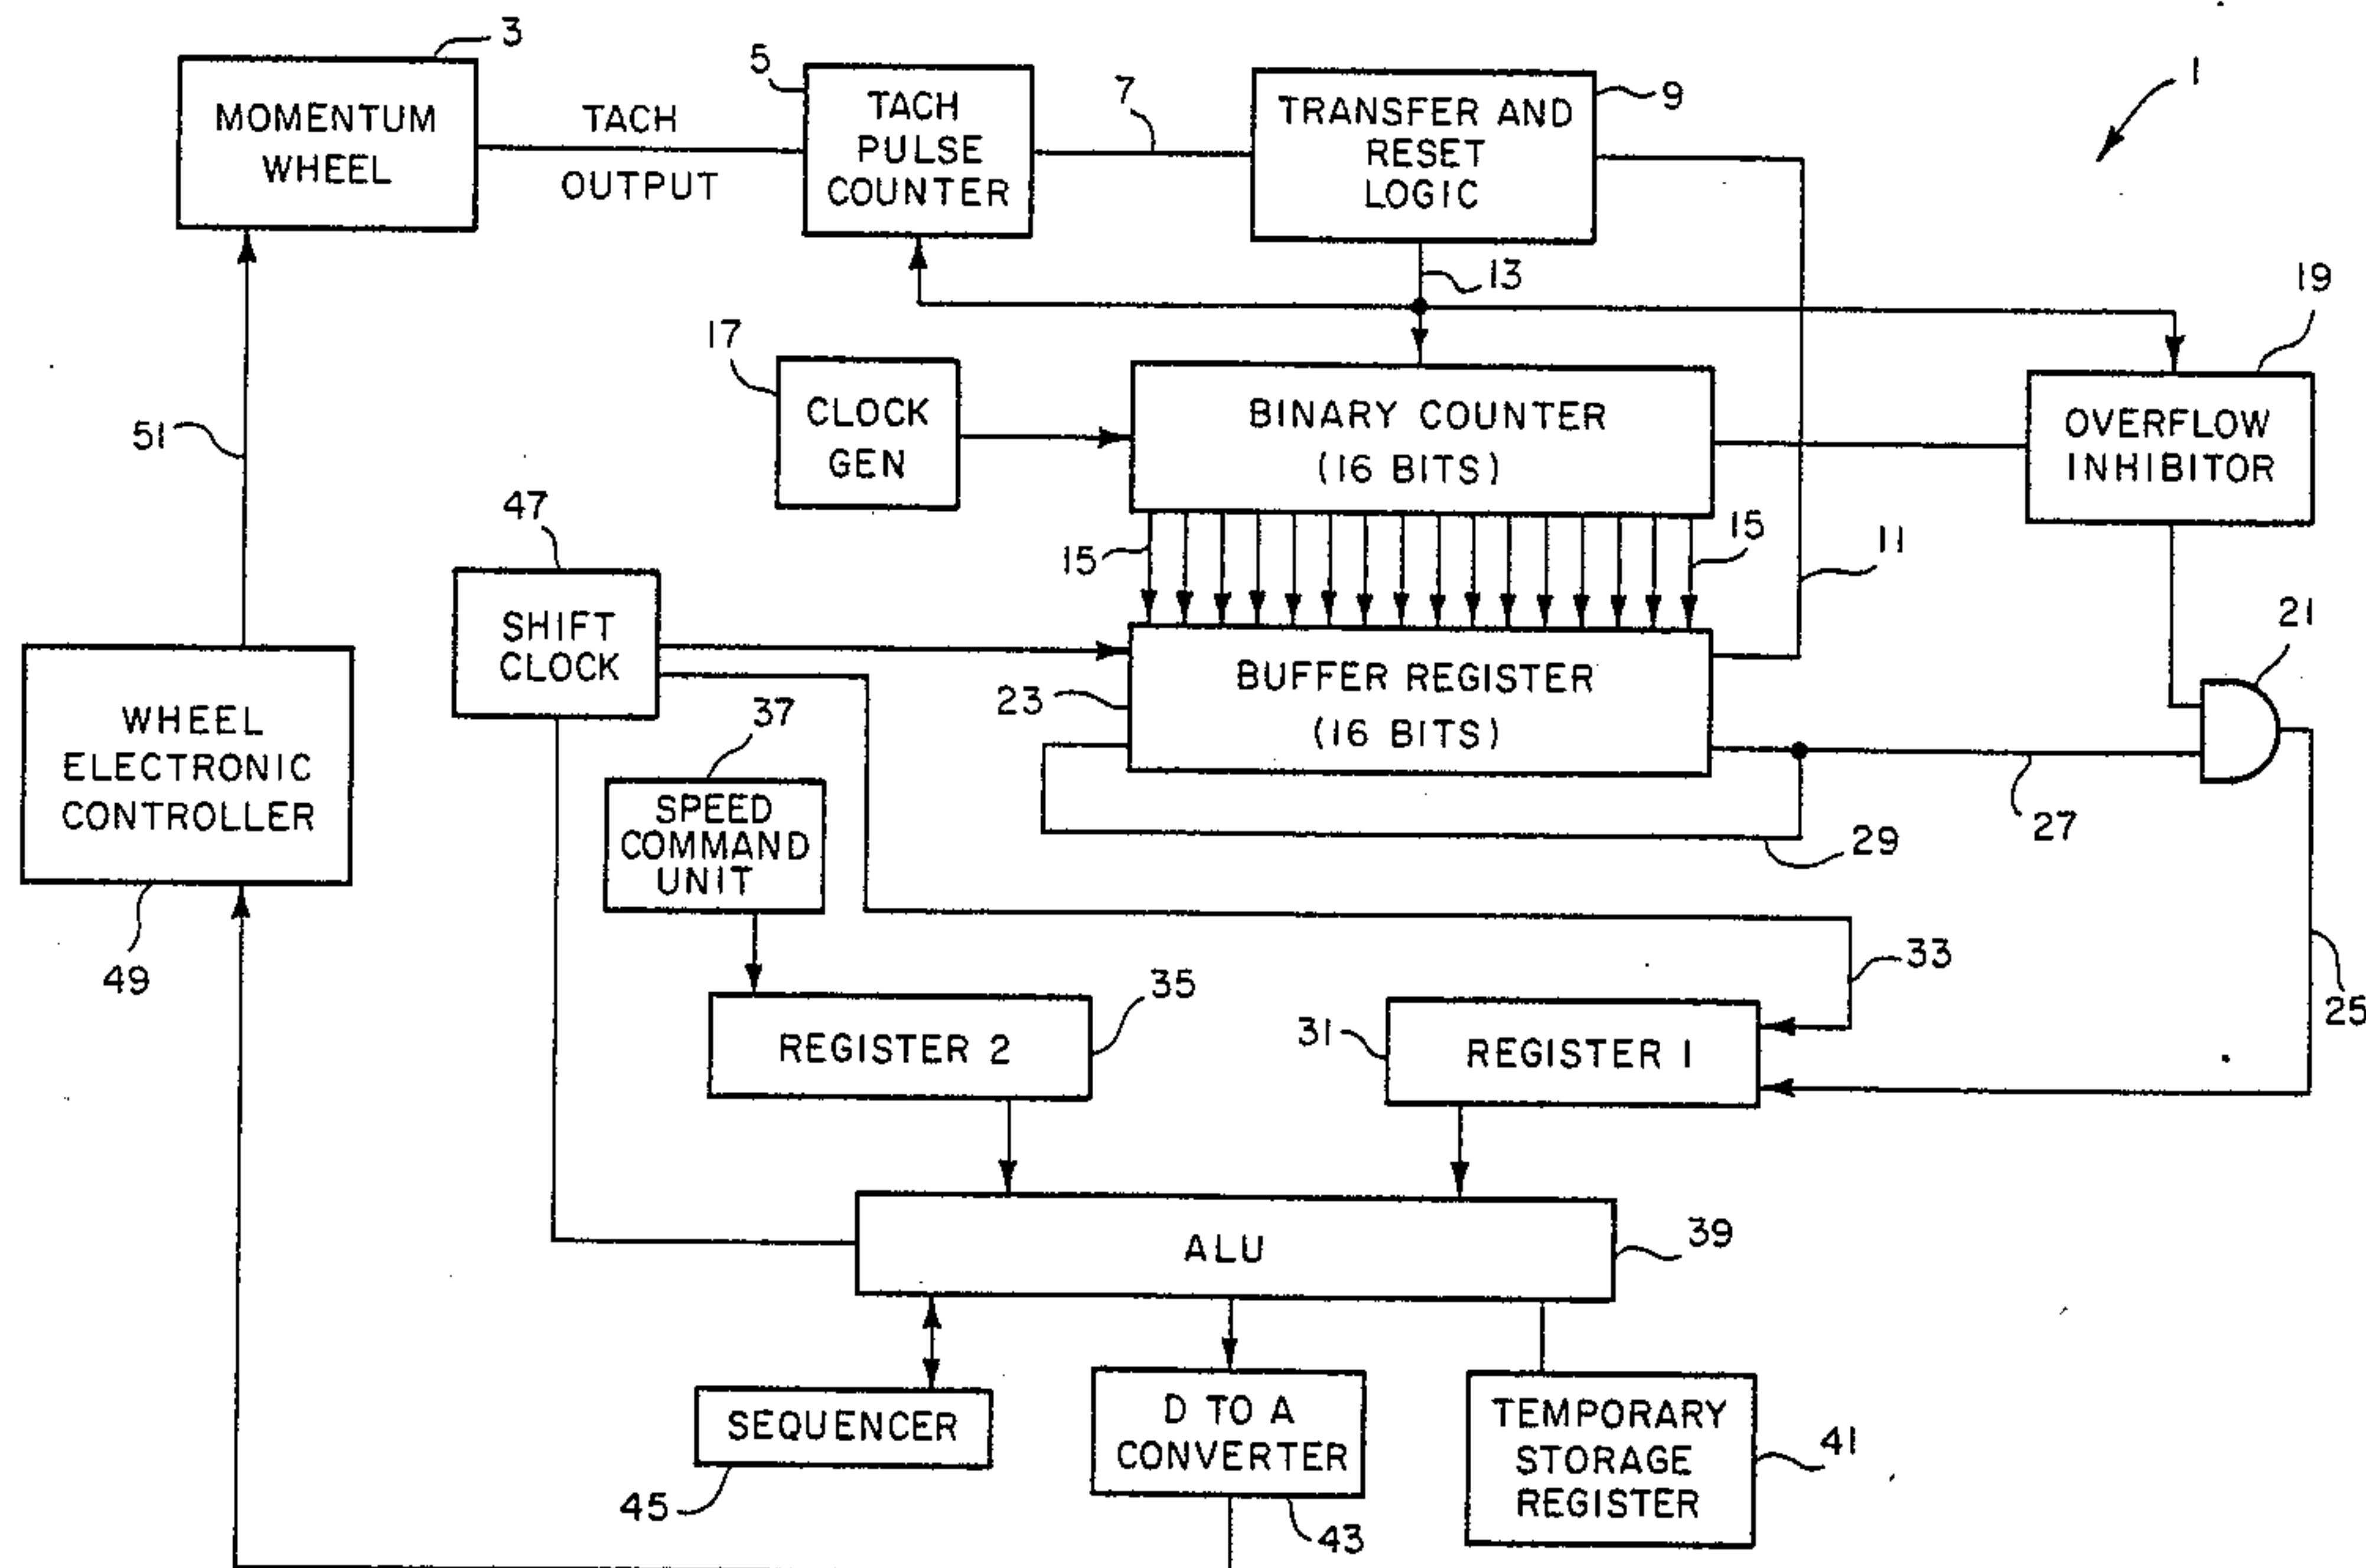 3
5
7
9
1
MOMENTUM
WHEEL
TACH
OUTPUT
TACH
PULSE
COUNTER
TRANSFER AND
RESET
LOGIC
13
19
17
CLOCK
GEN
BINARY COUNTER
(16 BITS)
OVERFLOW
INHIBITOR
51
47
15
15
11
SHIFT
CLOCK
21
BUFFER REGISTER
(16 BITS)
23
37
WHEEL
ELECTRONIC
CONTROLLER
SPEED
COMMAND
UNIT
29
27
49
33
25
35
31
REGISTER 2
REGISTER 1
ALU
39
SEQUENCER
45
D TO A
CONVERTER
43
TEMPORARY
STORAGE
REGISTER
41